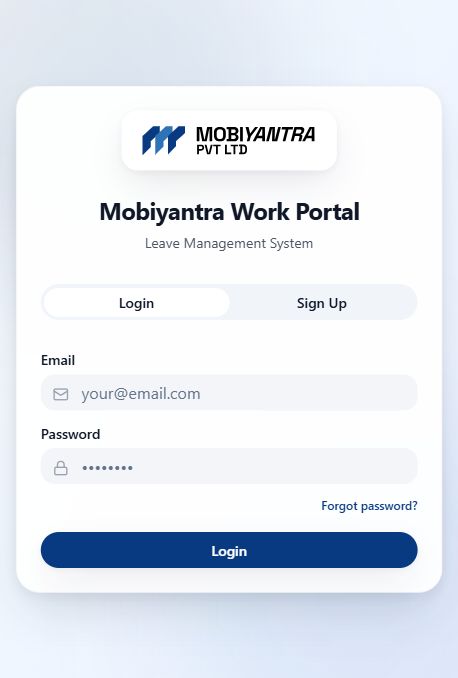 MOBIYANTRA
PVT LTD
Mobiyantra Work Portal
Leave Management System
Login
Sign Up
Email
your@email.com
Password
••••••••
Forgot password?
Login